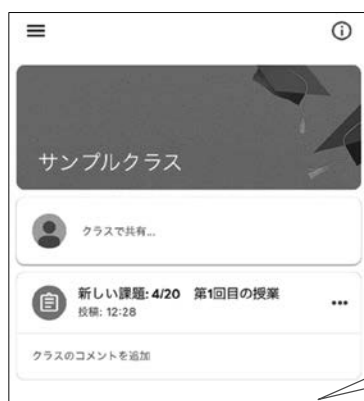 サンプルクラス
クラスで共有...
新しい課題: 4/20　第1回目の授業
投稿: 12:28
クラスのコメントを追加